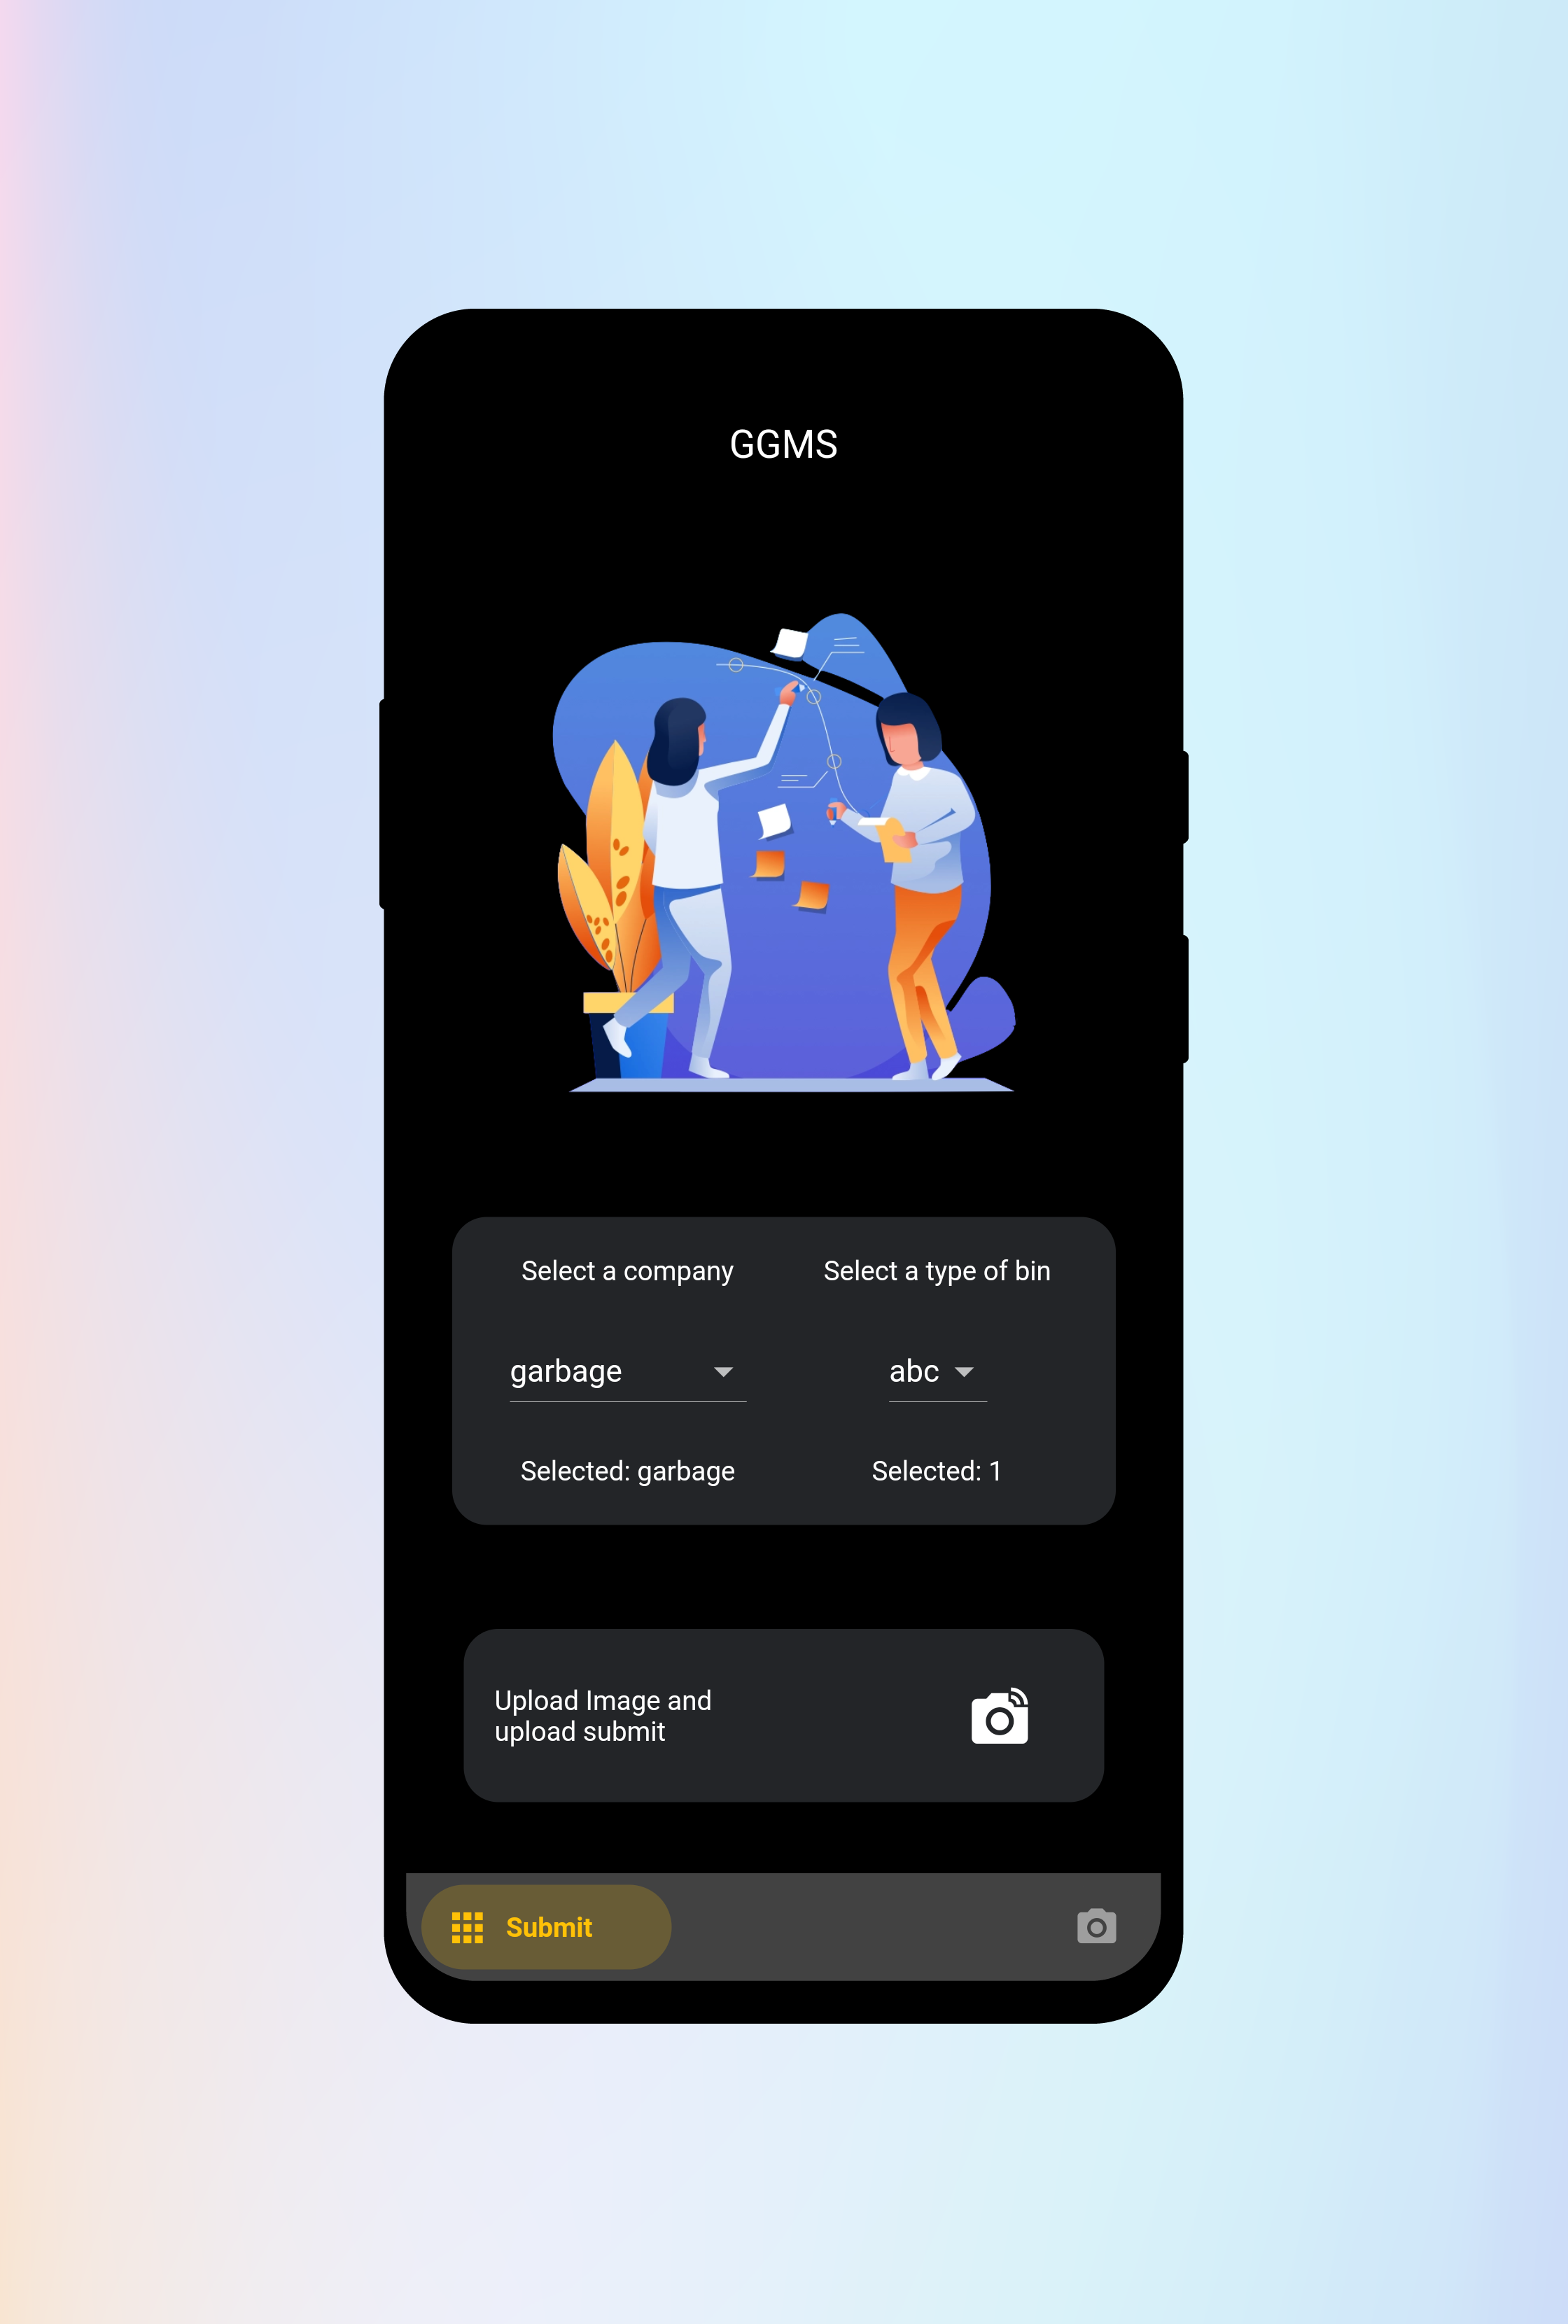 GGMS
Select a company
Select a type of bin
garbage
abc
Selected: garbage
Selected: 1
Upload Image and
upload submit
Submit